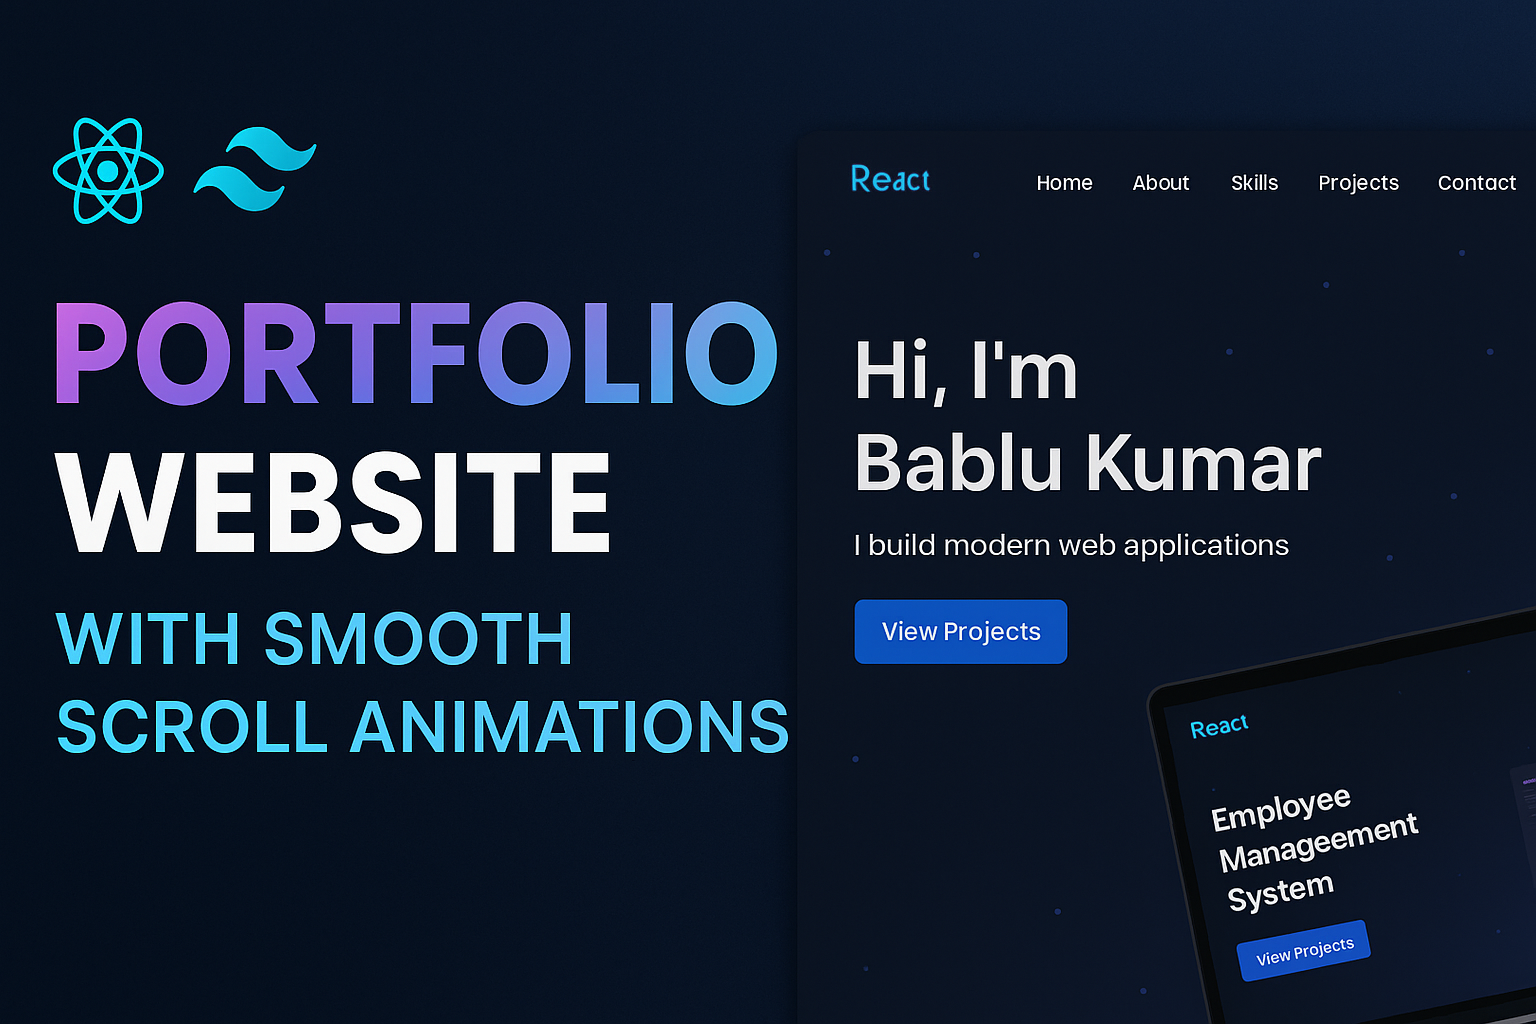 PORTFOLIO
WEBSITE
WITH SMOOTH
SCROLL ANIMATIONS
React
Home About Skills Projects Contact
Hi, I'm
Bablu Kumar
I build modern web applications
View Projects
React
Employee
Manageement
System
View Projects